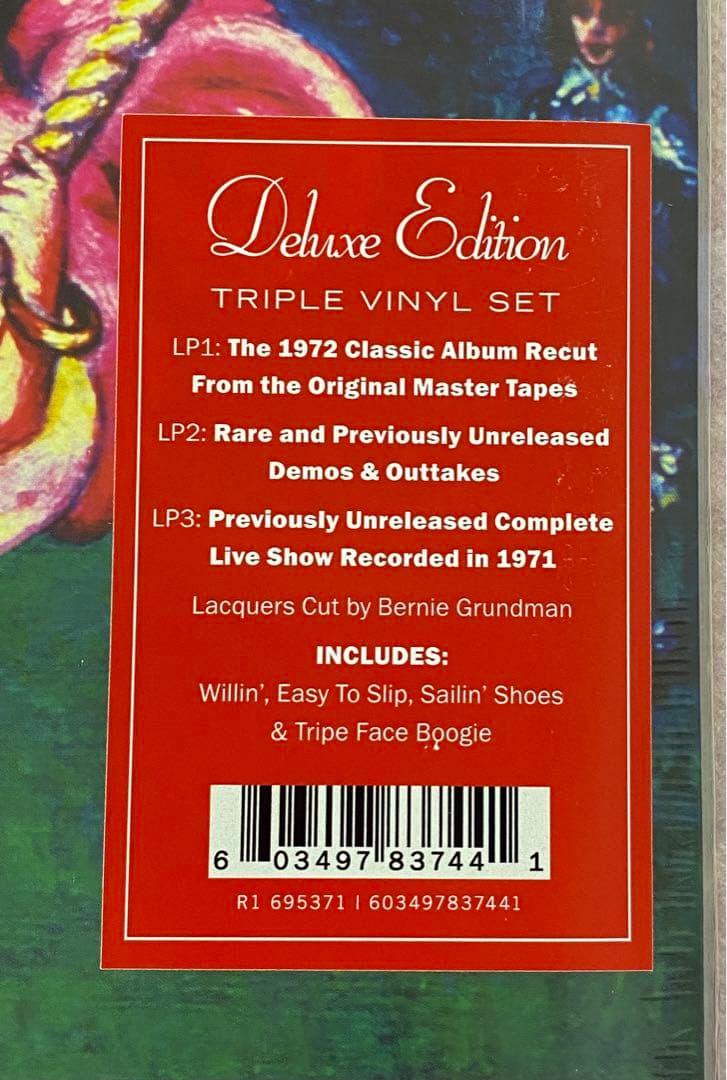 Deluxe Edition
TRIPLE VINYL SET
LP1: The 1972 Classic Album Recut
From the Original Master Tapes
LP2: Rare and Previously Unreleased
Demos & Outtakes
LP3: Previously Unreleased Complete
Live Show Recorded in 1971
Lacquers Cut by Bernie Grundman
INCLUDES:
Willin', Easy To Slip, Sailin' Shoes
& Tripe Face Boogie
6 03497 83744 1
R1 695371 | 603497837441